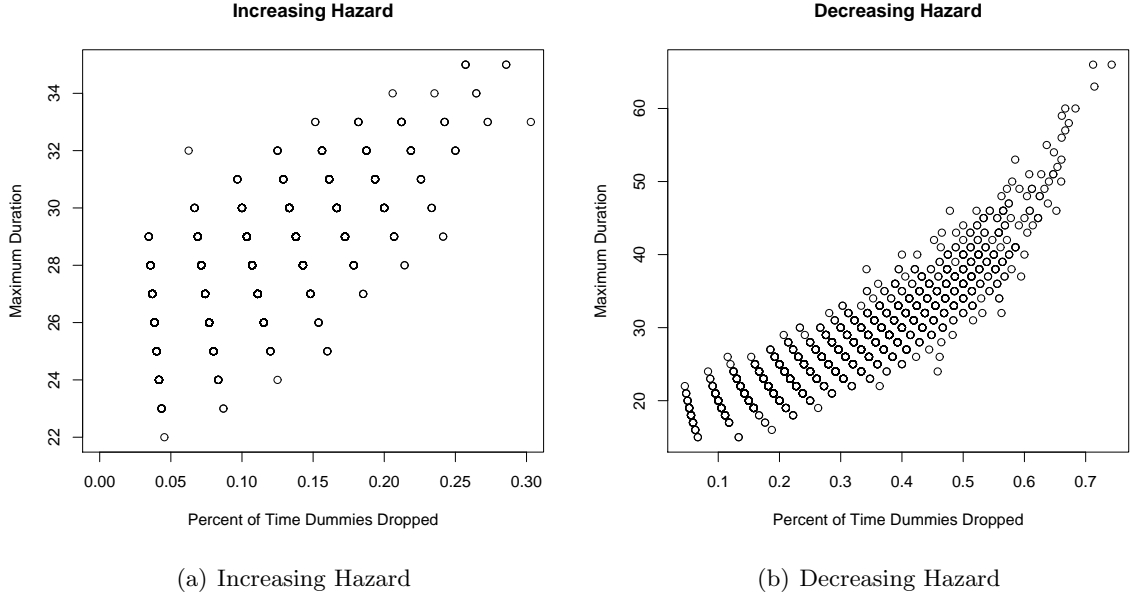 Increasing Hazard
Maximum Duration
34
32
30
28
26
24
22
0.00 0.05 0.10 0.15 0.20 0.25 0.30
Percent of Time Dummies Dropped
(a) Increasing Hazard
Decreasing Hazard
Maximum Duration
60
50
40
30
20
0.1 0.2 0.3 0.4 0.5 0.6 0.7
Percent of Time Dummies Dropped
(b) Decreasing Hazard